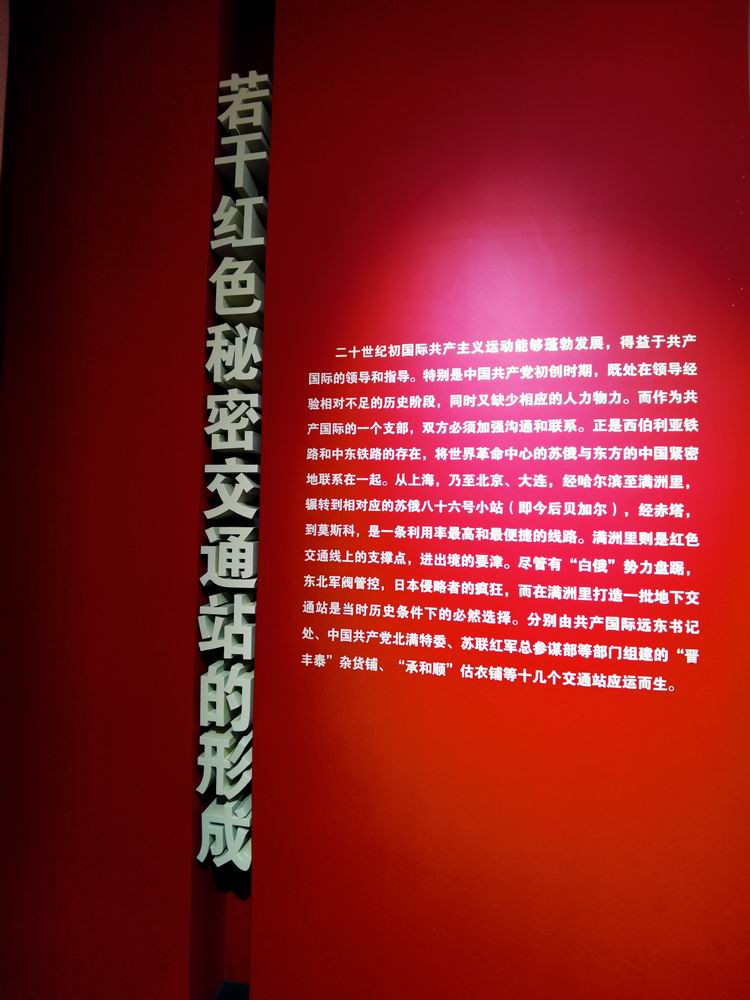 若干红色秘密交通站的形成
二十世纪初国际共产主义运动能够蓬勃发展，得益于共产
国际的领导和指导。特别是中国共产党初创时期，既处在领导经
验相对不足的历史阶段，同时又缺少相应的人力物力。而作为共
产国际的一个支部，双方必须加强沟通和联系。正是西伯利亚铁
路和中东铁路的存在，将世界革命中心的苏俄与东方的中国紧密
地联系在一起。从上海，乃至北京、大连，经哈尔滨至满洲里，
辗转到相对应的苏俄八十六号小站（即今后贝加尔），经赤塔，
到莫斯科，是一条利用率最高和最便捷的线路。满洲里则是红色
交通线上的支撑点，进出境的要津。尽管有“白俄”势力盘踞，
东北军阀管控，日本侵略者的疯狂，而在满洲里打造一批地下交
通站是当时历史条件下的必然选择。分别由共产国际远东书记
处、中国共产党北满特委、苏联红军总参谋部等部门组建的“晋
丰泰”杂货铺、“承和顺”估衣铺等十几个交通站应运而生。